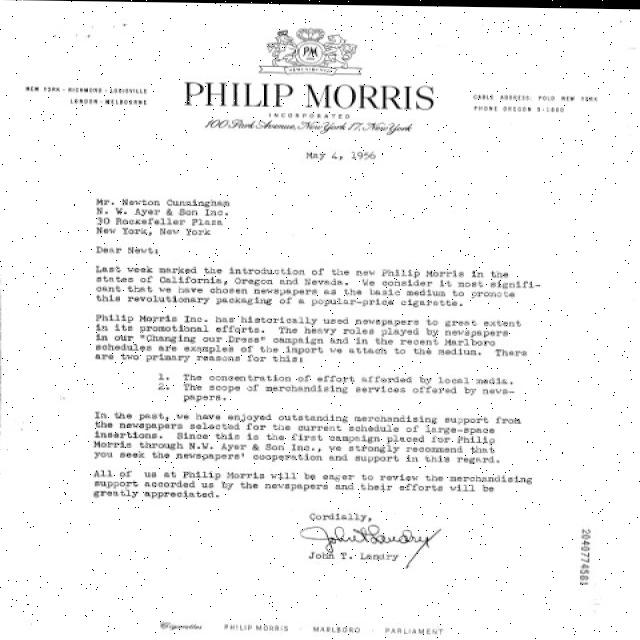 PM
NEW YORK - RICHMOND - LOUISVILLE
LONDON - MELBOURNE
PHILIP MORRIS
INCORPORATED
100 Park Avenue, New York 17, New York
CABLE ADDRESS: POLO NEW YORK
PHONE OREGON
May 4, 1956
Mr. Newton Cunningham
N. W. Ayer & Son Inc.
30 Rockefeller Plaza
New York, New York
Dear Newt:
Last week marked the introduction of the new Philip Morris in the
states of California, Oregon and Nevada. We consider it most signifi-
cant that we have chosen newspapers as the basic medium to promote
this revolutionary packaging of a popular-price cigarette.
Philip Morris Inc. has historically used newspapers to great extent
in its promotional efforts. The heavy roles played by newspapers
in our "Changing our Dress" campaign and in the recent Marlboro
schedules are examples of the import we attach to the medium. There
are two primary reasons for this:
1. The concentration of effort afforded by local media.
2. The scope of merchandising services offered by news-
papers.
In the past, we have enjoyed outstanding merchandising support from
the newspapers selected for the current schedule of large-space
insertions. Since this is the first campaign placed for Philip
Morris through N.W. Ayer & Son Inc., we strongly recommend that
you seek the newspapers' cooperation and support in this regard.
All of us at Philip Morris will be eager to review the merchandising
support accorded us by the newspapers and their efforts will be
greatly appreciated.
Cordially,
John T. Landry
John T. Landry
2040774581
Cigarettes PHILIP MORRIS · MARLBORO · PARLIAMENT